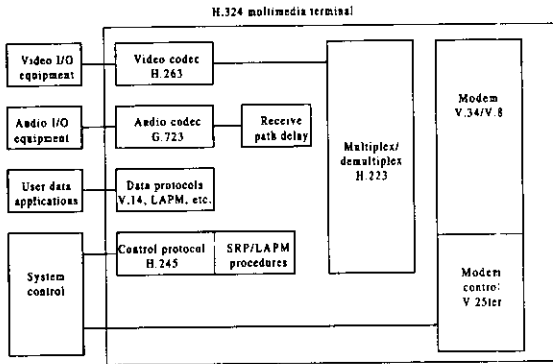 H.324 moltimedia terminal
Video I/O
equipment
Video codec
H.263
Audio I/O
equipment
Audio codec
G.723
Receive
path delay
User data
applications
Data protocols
V.14, LAPM, etc.
System
control
Control protocol
H.245
SRP/LAPM
procedures
Multiplex/
demultiplex
H.223
Modem
V.34/V.8
Modem
control
V 25ter